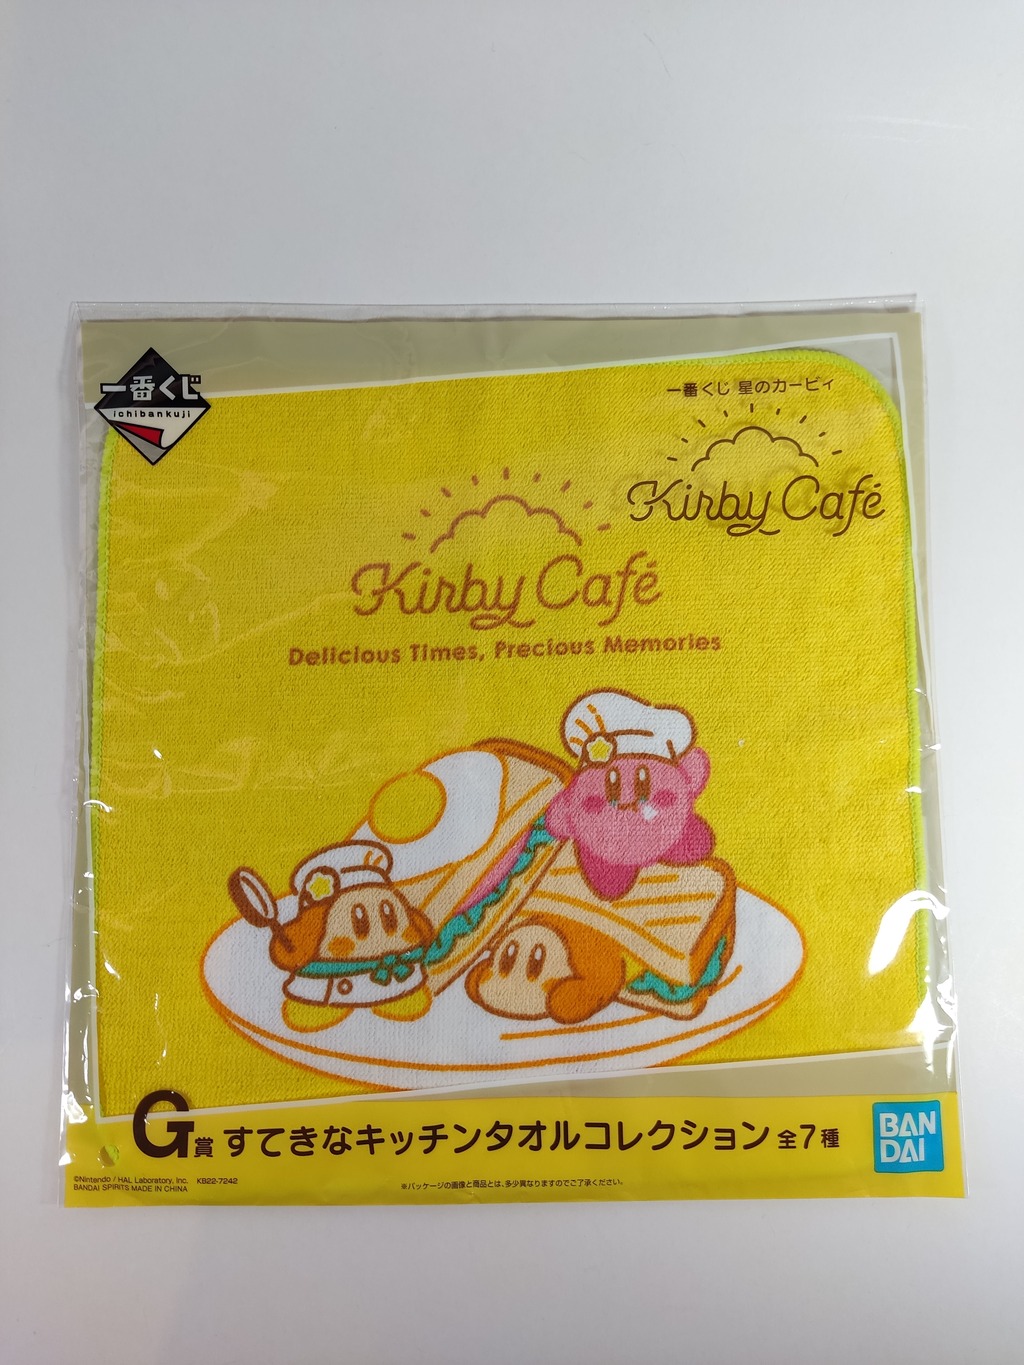 一番くじ
ichibankuji
一番くじ 星のカービィ
Kirby Café
Kirby Café
Delicious Times, Precious Memories
G賞 すてきなキッチンタオルコレクション 全7種
BAN
DAI
©Nintendo / HAL Laboratory, Inc. KB22-7242
BANDAI SPIRITS MADE IN CHINA
※パッケージの画像と商品とは、多少異なりますのでご了承ください。